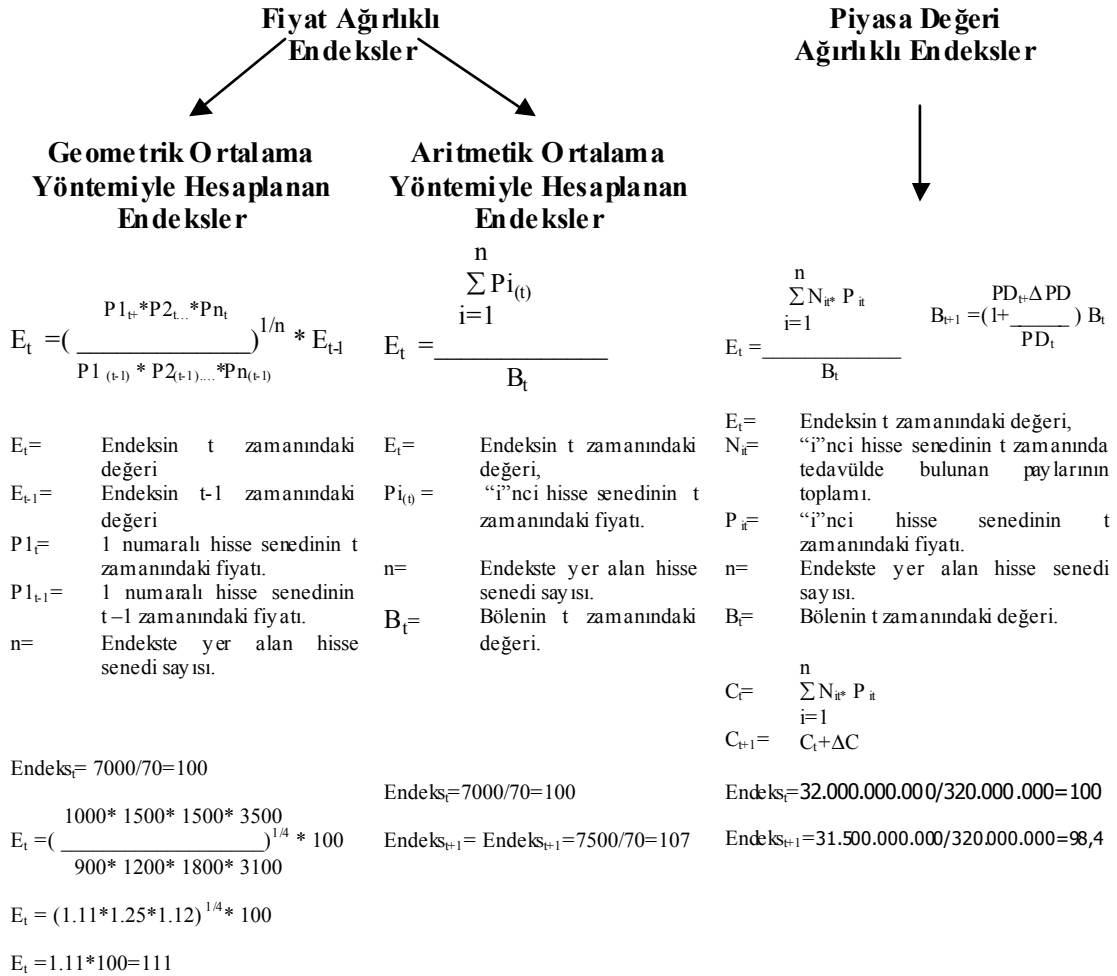 Fiyat Ağırlıklı
Endeksler
Geometrik Ortalama
Yöntemiyle Hesaplanan
Endeksler
n
P1t+*P2t...*Pnt
Et =( _______________)1/n * Et-1
P1 (t-1) * P2(t-1)....*Pn(t-1)
Et= Endeksin t zamanındaki
değeri
Et-1= Endeksin t-1 zamanındaki
değeri
P1t= 1 numaralı hisse senedinin t
zamanındaki fiyatı.
P1t-1= 1 numaralı hisse senedinin
t–1 zamanındaki fiyatı.
n= Endekste yer alan hisse
senedi sayısı.
Endekst= 7000/70=100
1000* 1500* 1500* 3500
Et =( ____________________)1/4 * 100
900* 1200* 1800* 3100
Et = (1.11*1.25*1.12) 1/4* 100
Et =1.11*100=111
Aritmetik Ortalama
Yöntemiyle Hesaplanan
Endeksler
n
∑ Pi(t)
i=1
Et =_____________
Bt
Et= Endeksin t zamanındaki
değeri,
Pi(t) = “i”nci hisse senedinin t
zamanındaki fiyatı.
n= Endekste yer alan hisse
senedi sayısı.
Bt= Bölenin t zamanındaki
değeri.
Endekst=7000/70=100
Endekst+1= Endekst+1=7500/70=107
Piyasa Değeri
Ağırlıklı Endeksler
n
∑ Nit* P it
i=1
Et =_____________
Bt
PDt+Δ PD
Bt+1 =(1+______ ) Bt
PDt
Et= Endeksin t zamanındaki değeri,
Nit= “i”nci hisse senedinin t zamanında
tedavülde bulunan paylarının
toplamı.
P it= “i”nci hisse senedinin t
zamanındaki fiyatı.
n= Endekste yer alan hisse senedi
sayısı.
Bt= Bölenin t zamanındaki değeri.
n
Ct= ∑ Nit* P it
i=1
Ct+1= Ct+ΔC
Endekst=32.000.000.000/320.000.000=100
Endekst+1=31.500.000.000/320.000.000=98,4